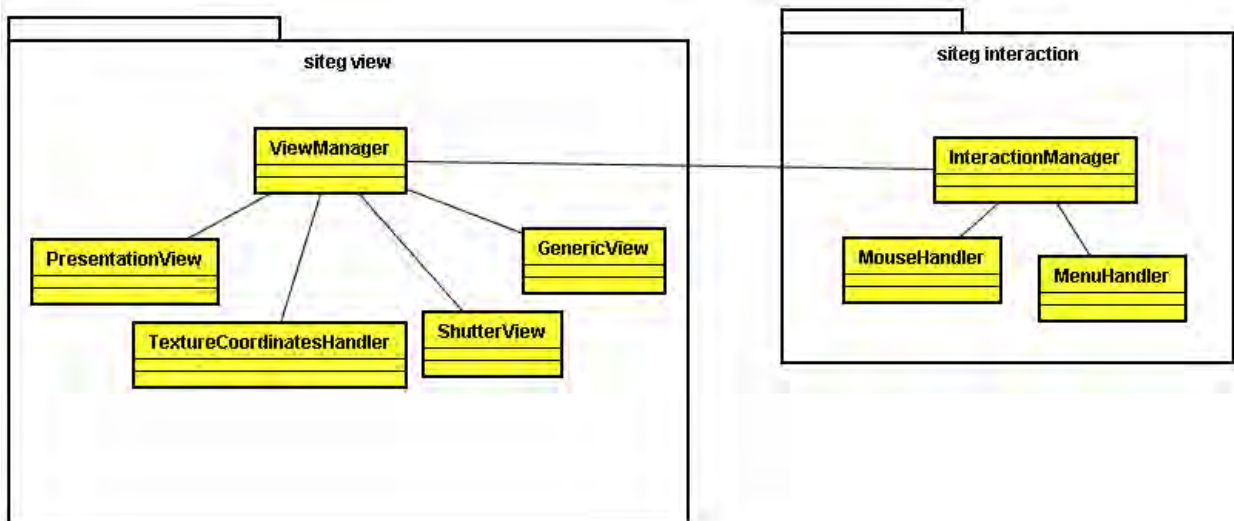 siteg view
ViewManager
PresentationView
GenericView
TextureCoordinatesHandler
ShutterView
siteg interaction
InteractionManager
MouseHandler
MenuHandler